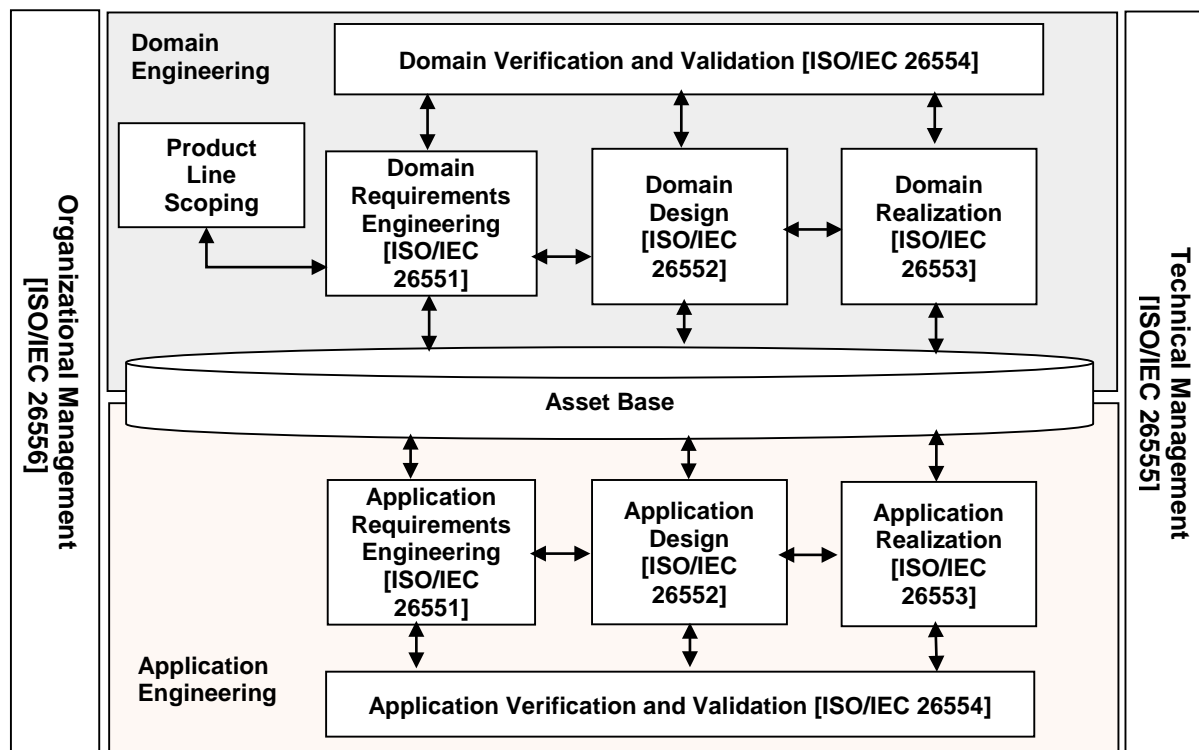 Domain
Engineering
Domain Verification and Validation [ISO/IEC 26554]
Product
Line
Scoping
Domain
Requirements
Engineering
[ISO/IEC
26551]
Domain
Design
[ISO/IEC
26552]
Domain
Realization
[ISO/IEC
26553]
Organizational Management
[ISO/IEC 26556]
Technical Management
[ISO/IEC 26555]
Asset Base
Application
Requirements
Engineering
[ISO/IEC
26551]
Application
Design
[ISO/IEC
26552]
Application
Realization
[ISO/IEC
26553]
Application
Engineering
Application Verification and Validation [ISO/IEC 26554]